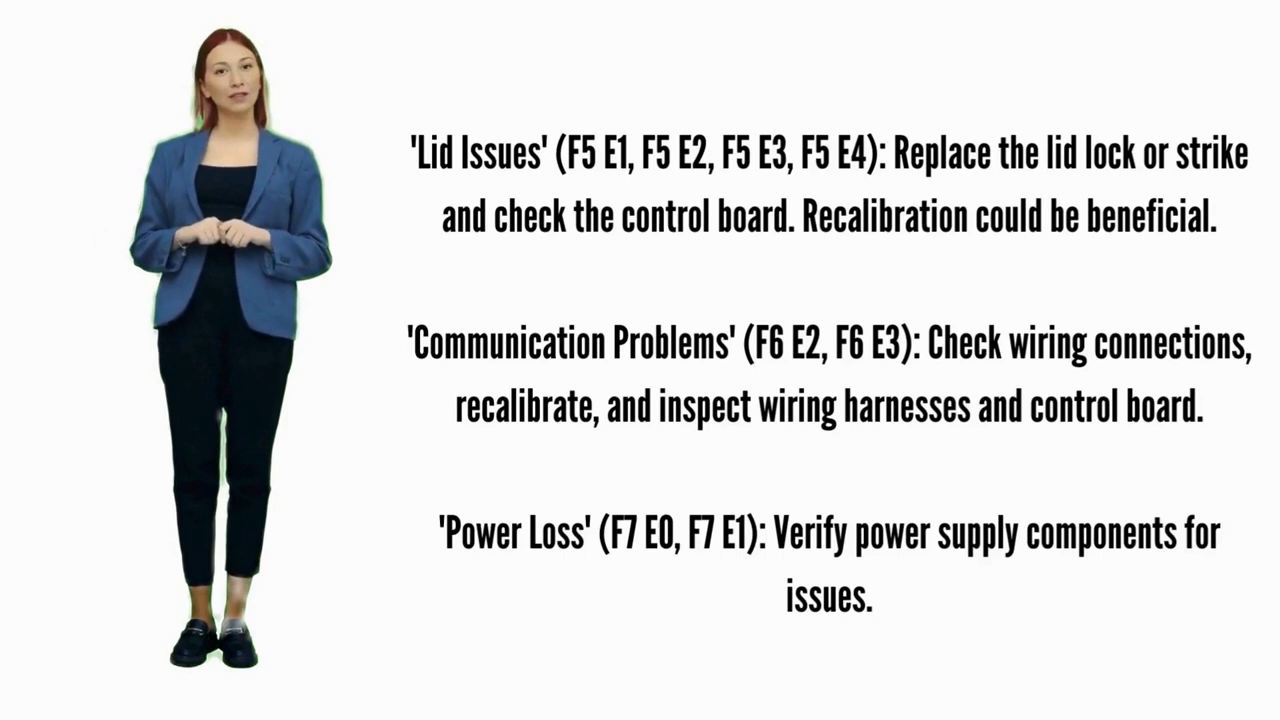 'Lid Issues' (F5 E1, F5 E2, F5 E3, F5 E4): Replace the lid lock or strike
and check the control board. Recalibration could be beneficial.
'Communication Problems' (F6 E2, F6 E3): Check wiring connections,
recalibrate, and inspect wiring harnesses and control board.
'Power Loss' (F7 E0, F7 E1): Verify power supply components for
issues.